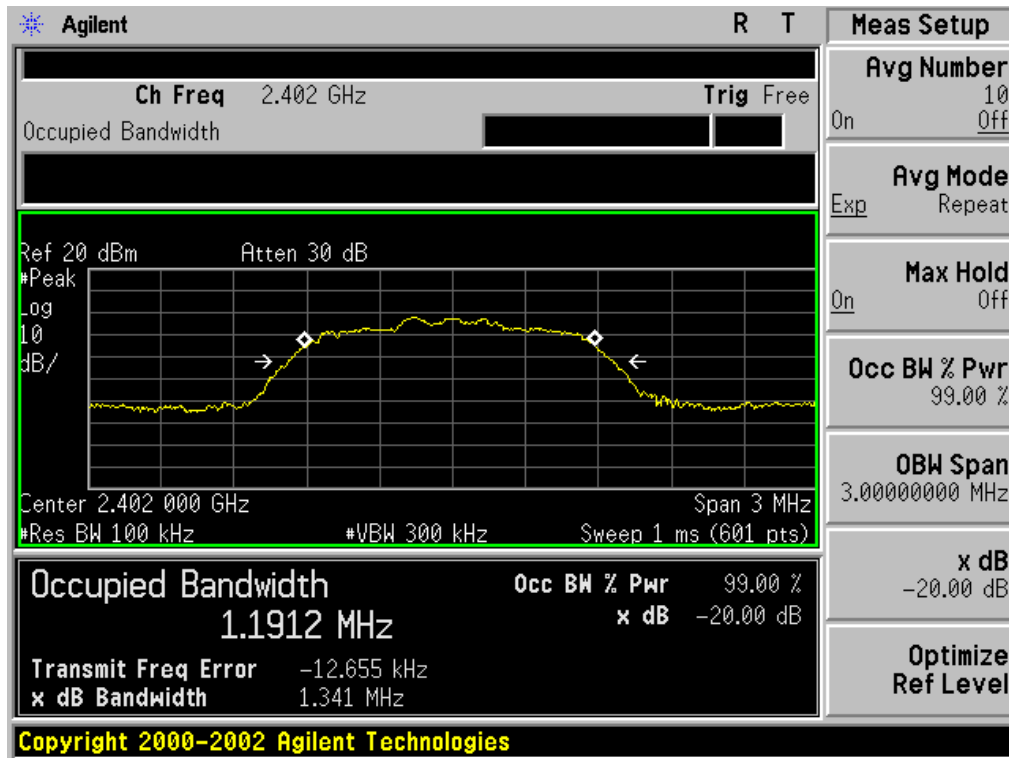 Agilent R T
Ch Freq 2.402 GHz Trig Free
Occupied Bandwidth
Ref 20 dBm Atten 30 dB
#Peak
Log
10
dB/
Center 2.402 000 GHz Span 3 MHz
#Res BW 100 kHz #VBW 300 kHz Sweep 1 ms (601 pts)
Occupied Bandwidth Occ BW % Pwr 99.00 %
1.1912 MHz x dB -20.00 dB
Transmit Freq Error -12.655 kHz
x dB Bandwidth 1.341 MHz
Copyright 2000-2002 Agilent Technologies
Meas Setup
Avg Number
10
On Off
Avg Mode
Exp Repeat
Max Hold
On Off
Occ BW % Pwr
99.00 %
OBW Span
3.00000000 MHz
x dB
-20.00 dB
Optimize
Ref Level